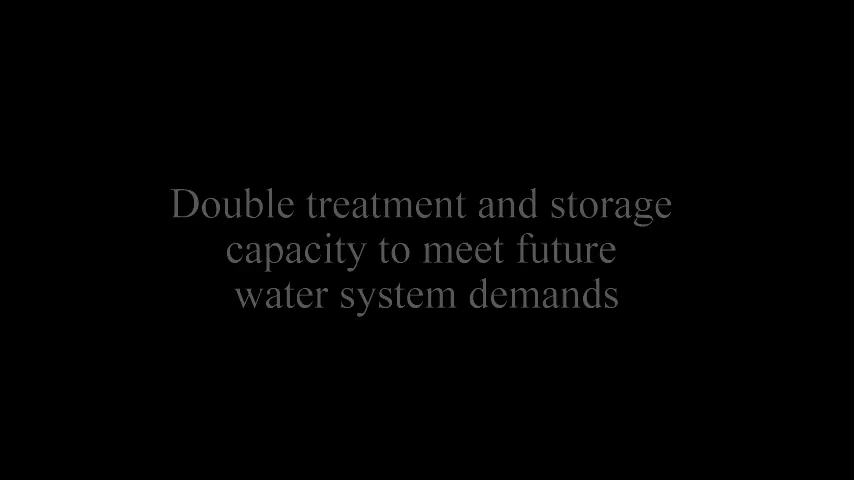 Double treatment and storage
capacity to meet future
water system demands